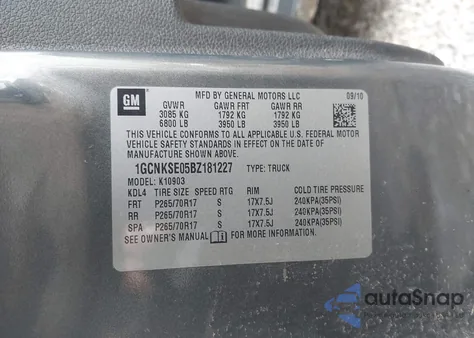 GM
MFD BY GENERAL MOTORS LLC 09/10
GVWR GAWR FRT GAWR RR
3085 KG 1792 KG 1792 KG
6800 LB 3950 LB 3950 LB
THIS VEHICLE CONFORMS TO ALL APPLICABLE U.S. FEDERAL MOTOR
VEHICLE SAFETY STANDARDS IN EFFECT ON THE DATE OF
MANUFACTURE SHOWN ABOVE.
1GCNKSE05BZ181227 TYPE: TRUCK
MODEL: K10903
KDL4 TIRE SIZE SPEED RTG RIM COLD TIRE PRESSURE
FRT P265/70R17 S 17X7.5J 240KPA(35PSI)
RR P265/70R17 S 17X7.5J 240KPA(35PSI)
SPA P265/70R17 S 17X7.5J 240KPA(35PSI)
SEE OWNER'S MANUAL FOR MORE INFORMATION.
autoSnap